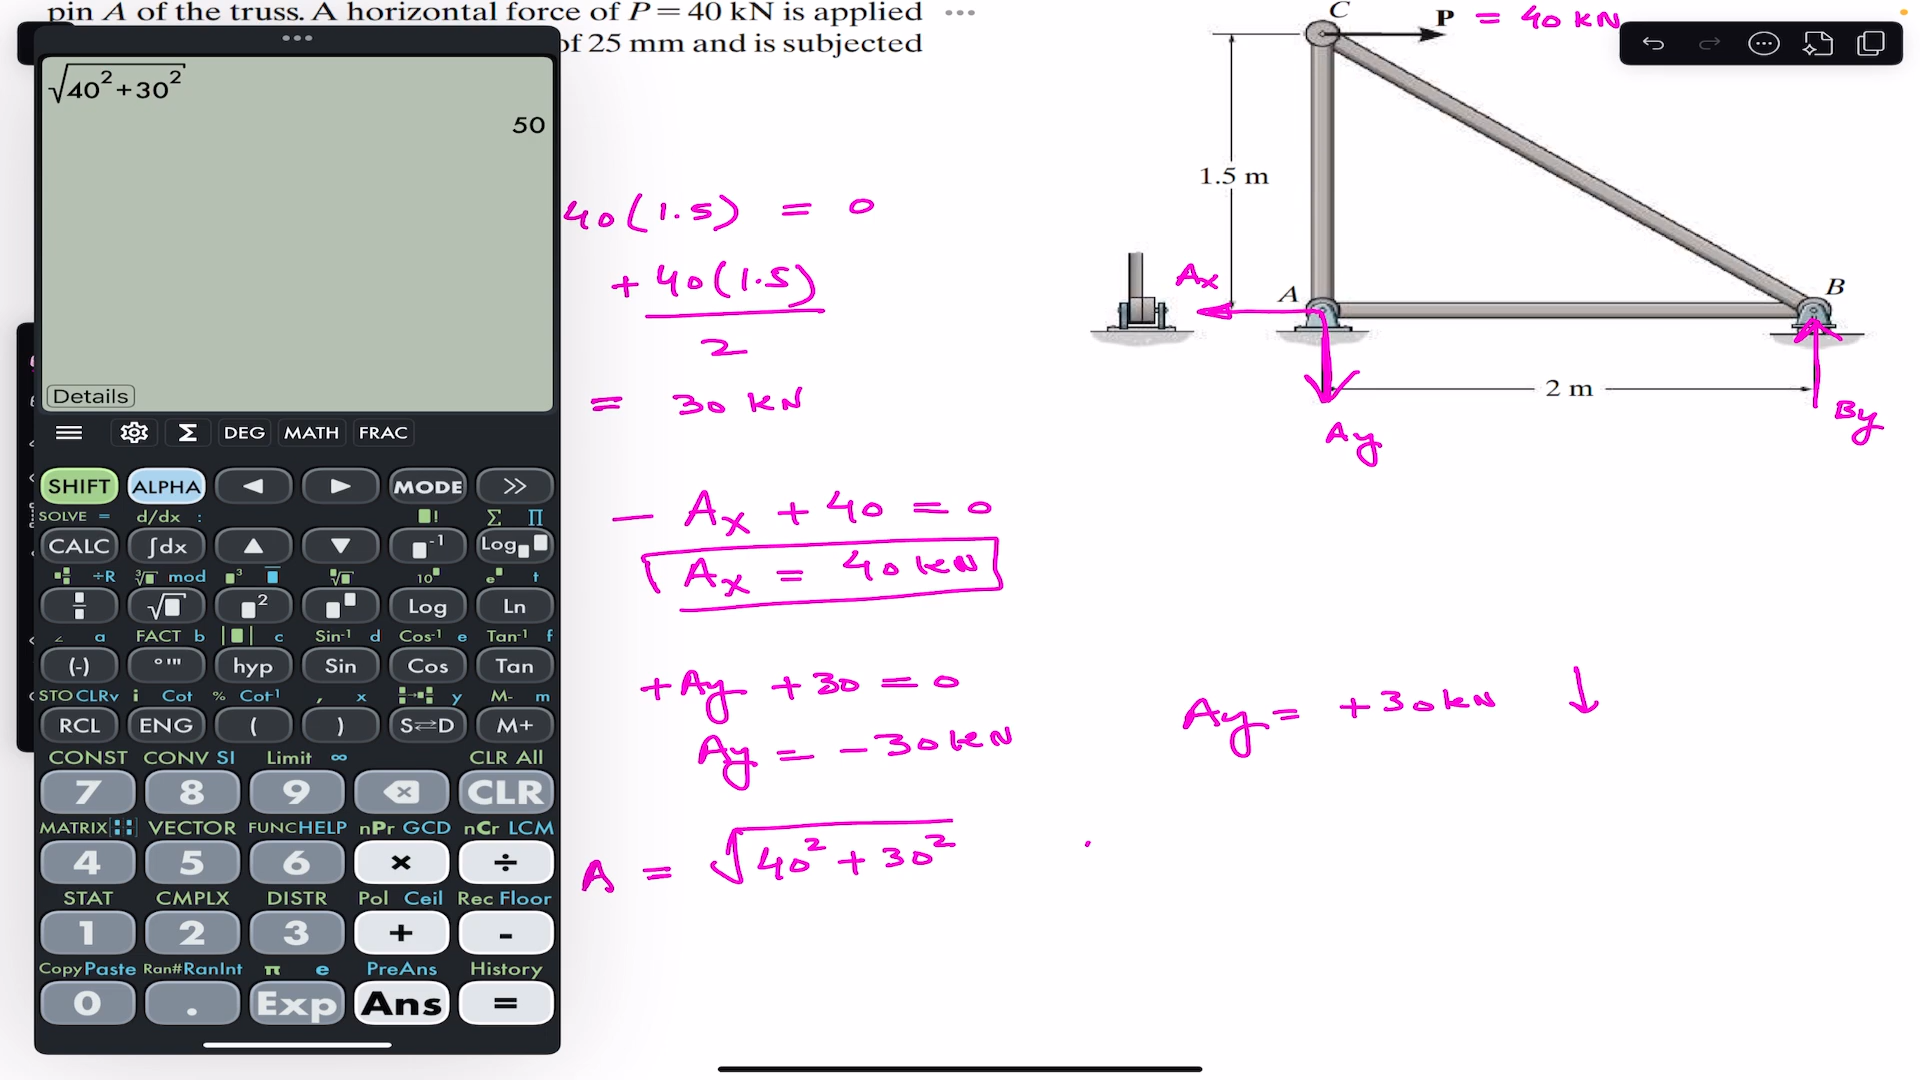 pin A of the truss. A horizontal force of P = 40 kN is applied
of 25 mm and is subjected
√40²+30²
50
Details
Σ DEG MATH FRAC
SHIFT ALPHA ◀ ▶ MODE >>
SOLVE = d/dx : ! Σ ∏
CALC ∫dx ▲ ▼ -1 Log
÷R 3√ mod 3 10 e t
√ 2 Log Ln
∠ a FACT b c Sin-1 d Cos-1 e Tan-1 f
(-) °'" hyp Sin Cos Tan
STO CLRv i Cot % Cot-1 , x y M- m
RCL ENG ( ) S⇄D M+
CONST CONV SI Limit ∞ CLR All
7 8 9 CLR
MATRIX VECTOR FUNC HELP nPr GCD nCr LCM
4 5 6 × ÷
STAT CMPLX DISTR Pol Ceil Rec Floor
1 2 3 + -
Copy Paste Ran# RanInt π e PreAns History
0 . Exp Ans =
40(1.5) = 0
+ 40(1.5)
2
= 30 kN
- Ax + 40 = 0
Ax = 40 kN
+Ay + 30 = 0
Ay = -30 kN
Ay = +30 kN ↓
A = √40² + 30²
C
P = 40 kN
1.5 m
Ax
A
B
2 m
Ay
By